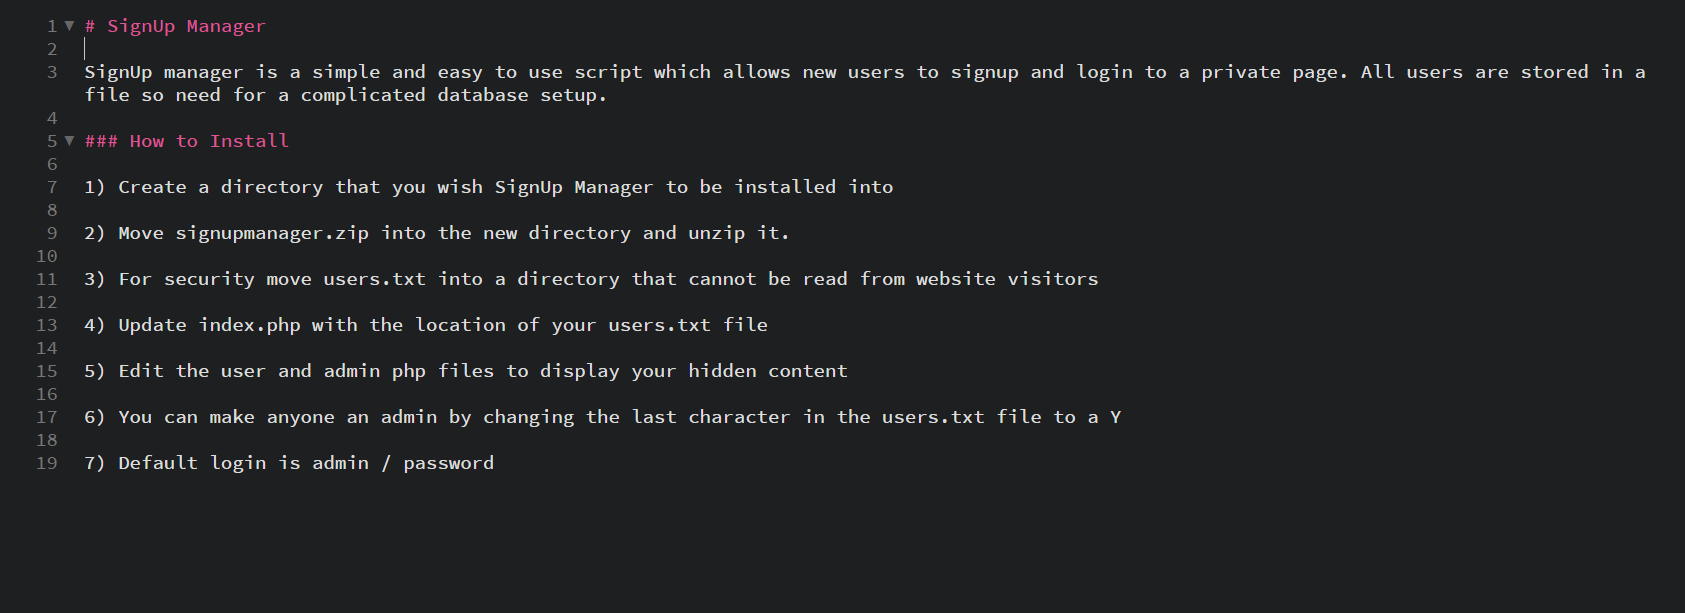 1 # SignUp Manager
2
3 SignUp manager is a simple and easy to use script which allows new users to signup and login to a private page. All users are stored in a
file so need for a complicated database setup.
4
5 ### How to Install
6
7 1) Create a directory that you wish SignUp Manager to be installed into
8
9 2) Move signupmanager.zip into the new directory and unzip it.
10
11 3) For security move users.txt into a directory that cannot be read from website visitors
12
13 4) Update index.php with the location of your users.txt file
14
15 5) Edit the user and admin php files to display your hidden content
16
17 6) You can make anyone an admin by changing the last character in the users.txt file to a Y
18
19 7) Default login is admin / password